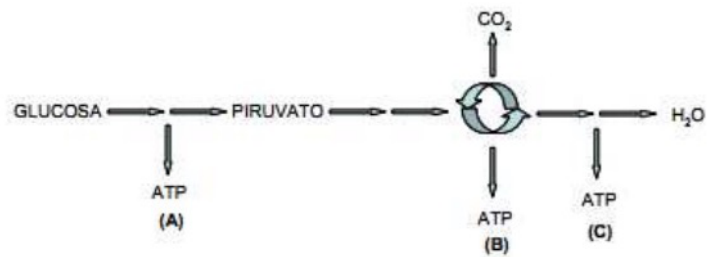 CO₂
GLUCOSA PIRUVATO H₂O
ATP
(A)
ATP
(B)
ATP
(C)